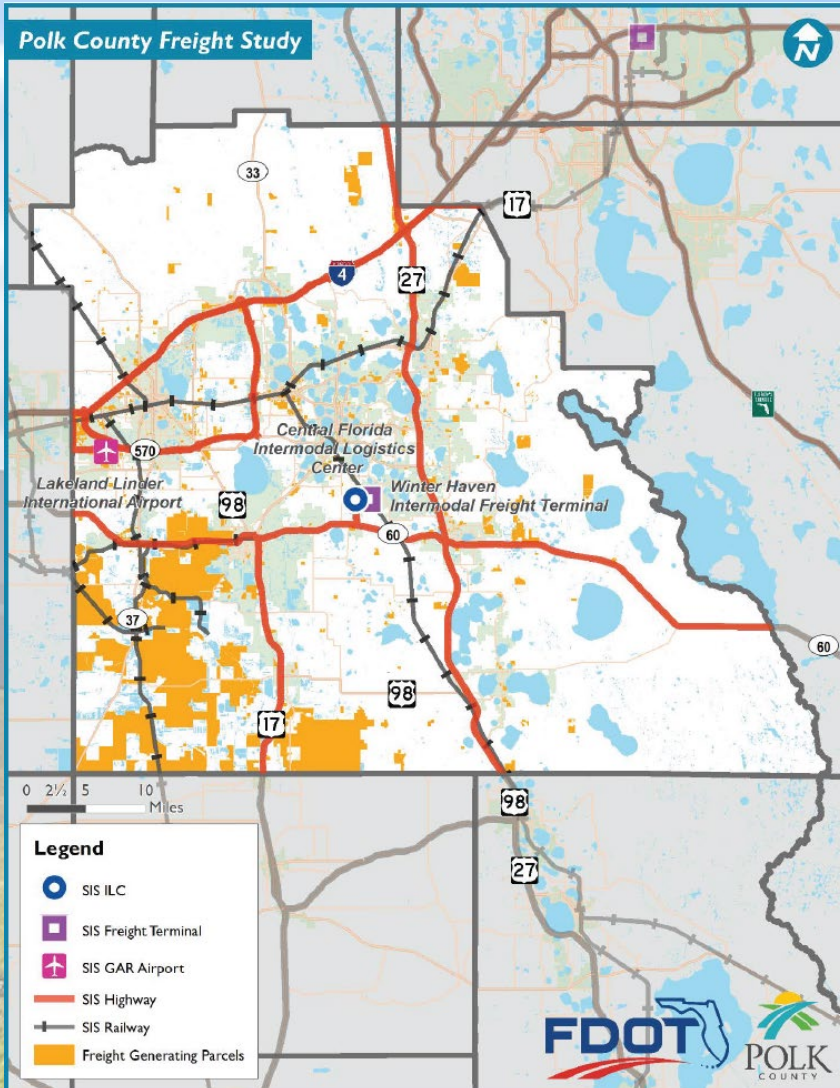 Polk County Freight Study
N
33
17
4
27
570
Central Florida
Intermodal Logistics
Center
Lakeland Linder
International Airport
98
Winter Haven
Intermodal Freight Terminal
60
37
60
98
17
0 2½ 5 10
Miles
98
27
Legend
SIS ILC
SIS Freight Terminal
SIS GAR Airport
SIS Highway
SIS Railway
Freight Generating Parcels
FDOT
POLK
COUNTY